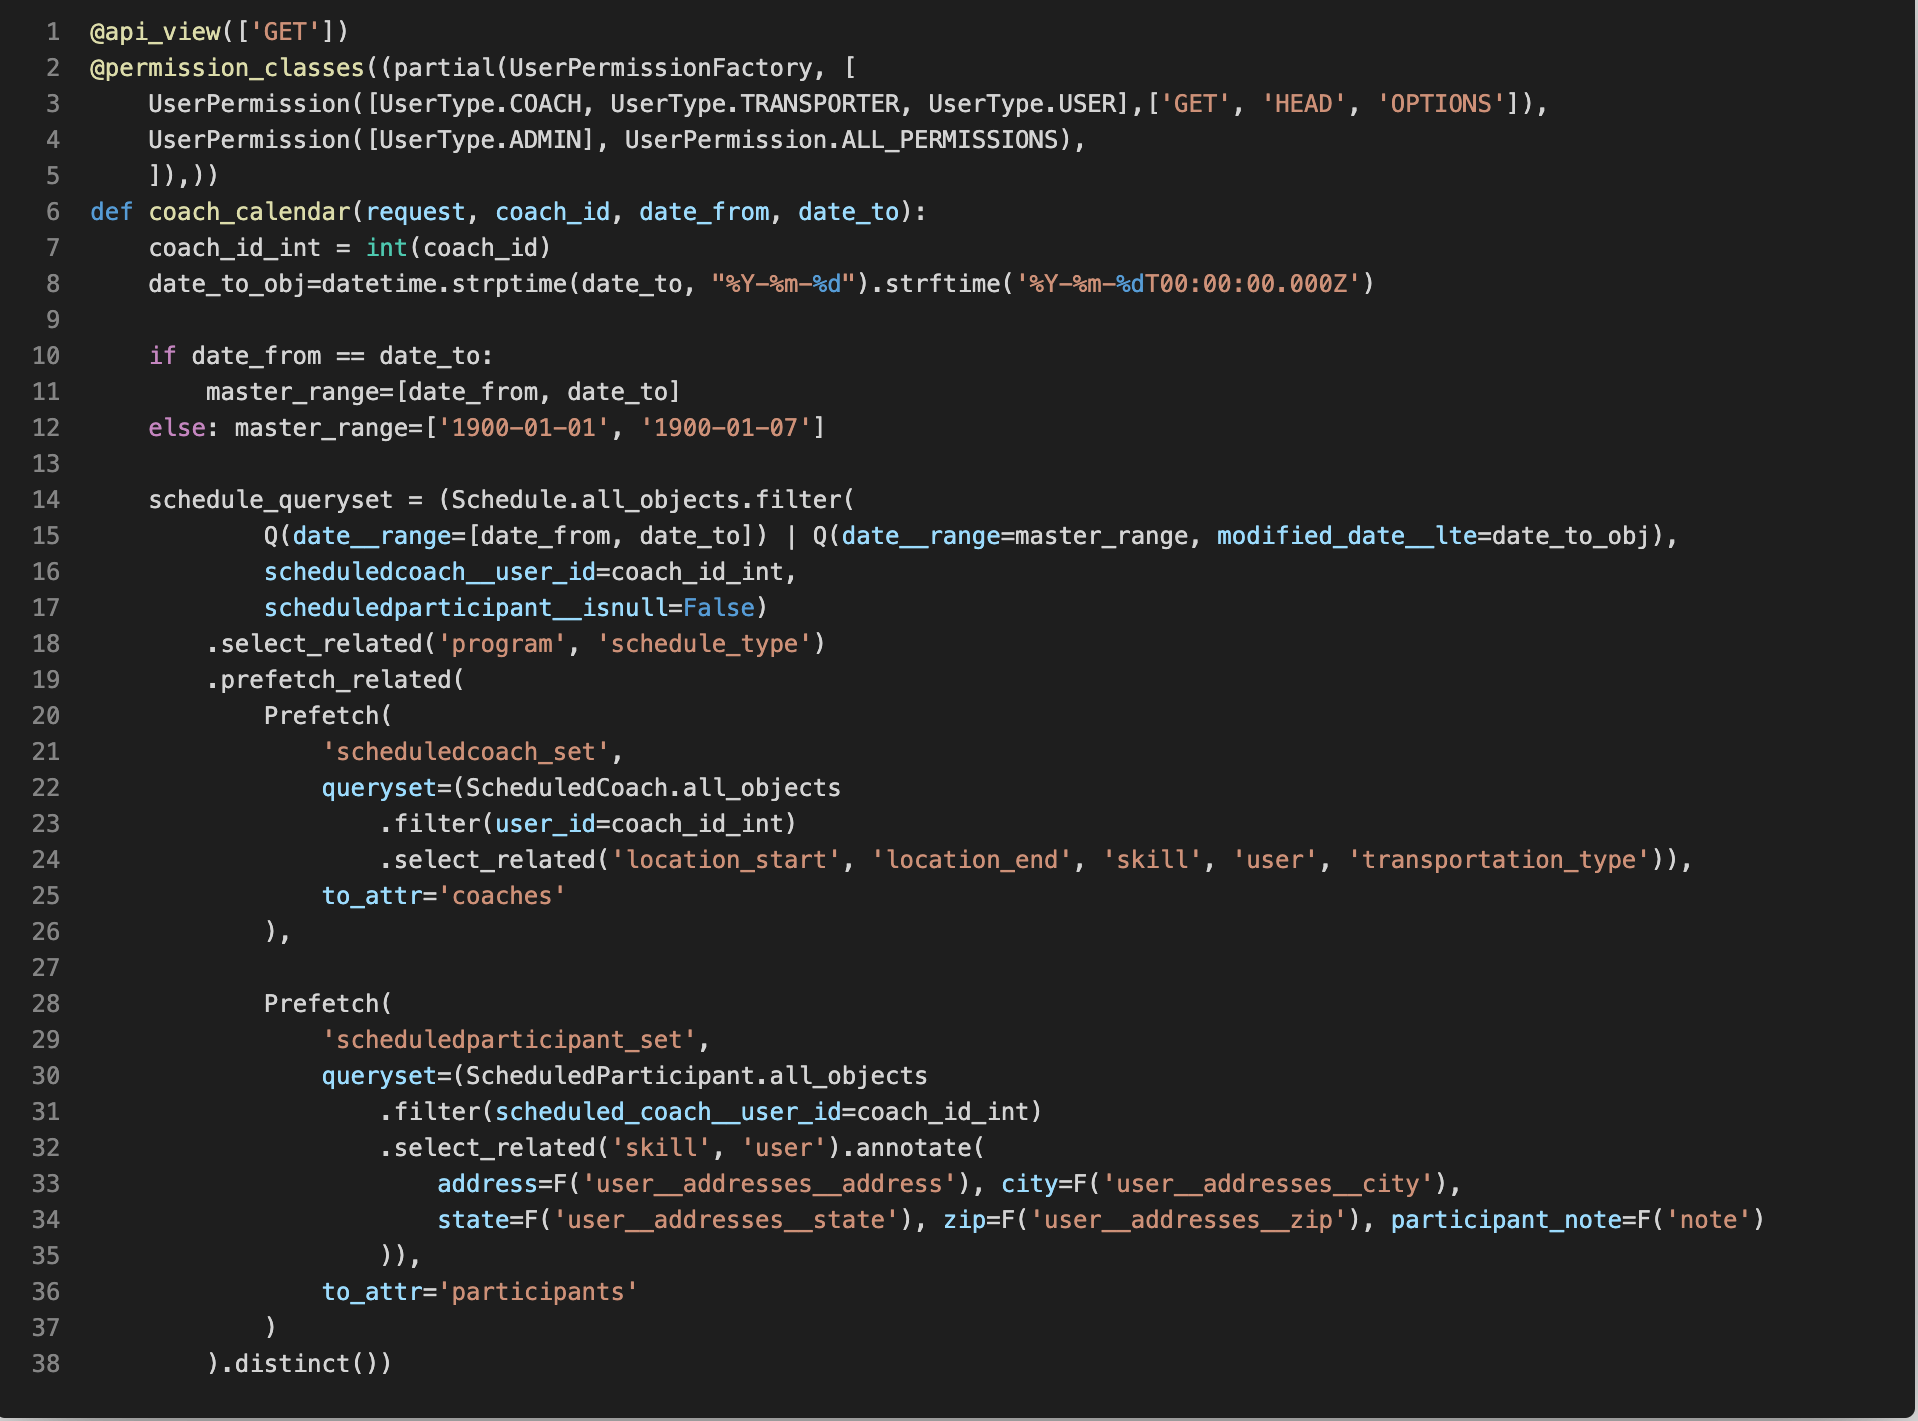 1 @api_view(['GET'])
2 @permission_classes((partial(UserPermissionFactory, [
3     UserPermission([UserType.COACH, UserType.TRANSPORTER, UserType.USER],['GET', 'HEAD', 'OPTIONS']),
4     UserPermission([UserType.ADMIN], UserPermission.ALL_PERMISSIONS),
5     ]),))
6 def coach_calendar(request, coach_id, date_from, date_to):
7     coach_id_int = int(coach_id)
8     date_to_obj=datetime.strptime(date_to, "%Y-%m-%d").strftime('%Y-%m-%dT00:00:00.000Z')
9
10     if date_from == date_to:
11         master_range=[date_from, date_to]
12     else: master_range=['1900-01-01', '1900-01-07']
13
14     schedule_queryset = (Schedule.all_objects.filter(
15             Q(date__range=[date_from, date_to]) | Q(date__range=master_range, modified_date__lte=date_to_obj),
16             scheduledcoach__user_id=coach_id_int,
17             scheduledparticipant__isnull=False)
18         .select_related('program', 'schedule_type')
19         .prefetch_related(
20             Prefetch(
21                 'scheduledcoach_set',
22                 queryset=(ScheduledCoach.all_objects
23                     .filter(user_id=coach_id_int)
24                     .select_related('location_start', 'location_end', 'skill', 'user', 'transportation_type')),
25                 to_attr='coaches'
26             ),
27
28             Prefetch(
29                 'scheduledparticipant_set',
30                 queryset=(ScheduledParticipant.all_objects
31                     .filter(scheduled_coach__user_id=coach_id_int)
32                     .select_related('skill', 'user').annotate(
33                         address=F('user__addresses__address'), city=F('user__addresses__city'),
34                         state=F('user__addresses__state'), zip=F('user__addresses__zip'), participant_note=F('note')
35                     )),
36                 to_attr='participants'
37             )
38         ).distinct())